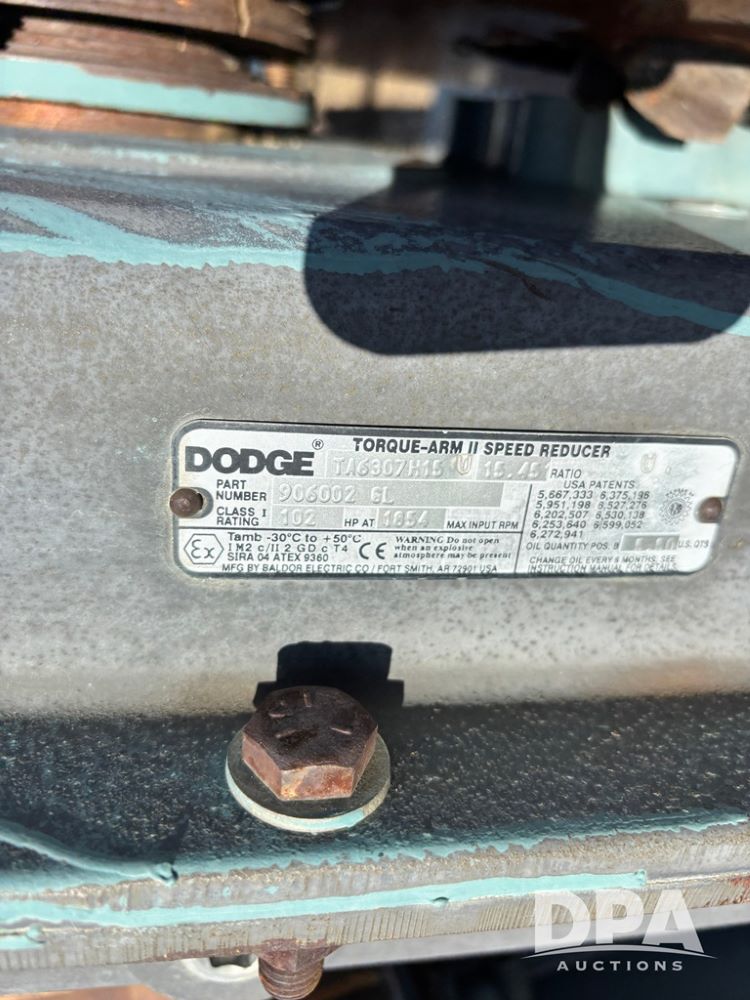 DODGE ® TORQUE-ARM II SPEED REDUCER
TA6307H15 15.45 RATIO
PART NUMBER 906002 GL
CLASS I RATING 102 HP AT 1854 MAX INPUT RPM
Ex Tamb -30°C to +50°C
I M2 c/II 2 GD c T4
SIRA 04 ATEX 9360
CE
WARNING Do not open
when an explosive
atmosphere may be present
MFG BY BALDOR ELECTRIC CO / FORT SMITH, AR 72901 USA
USA PATENTS
5,667,333 6,375,196
5,951,198 6,527,276
6,202,507 6,530,138
6,253,640 6,599,052
6,272,941
OIL QUANTITY POS. B U.S. QTS
CHANGE OIL EVERY 6 MONTHS. SEE
INSTRUCTION MANUAL FOR DETAILS.
DPA
AUCTIONS